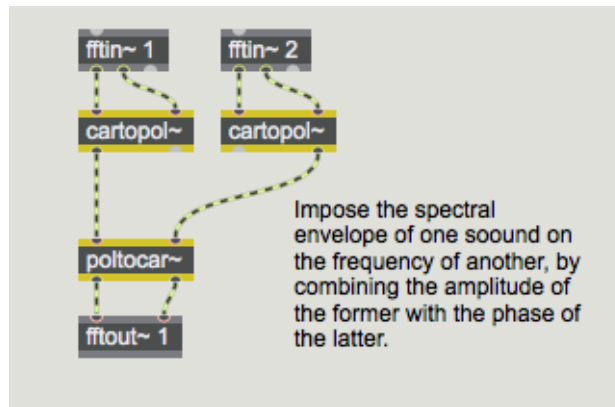 fftin~ 1
fftin~ 2
cartopol~
cartopol~
Impose the spectral
envelope of one soound on
the frequency of another, by
combining the amplitude of
the former with the phase of
the latter.
poltocar~
fftout~ 1